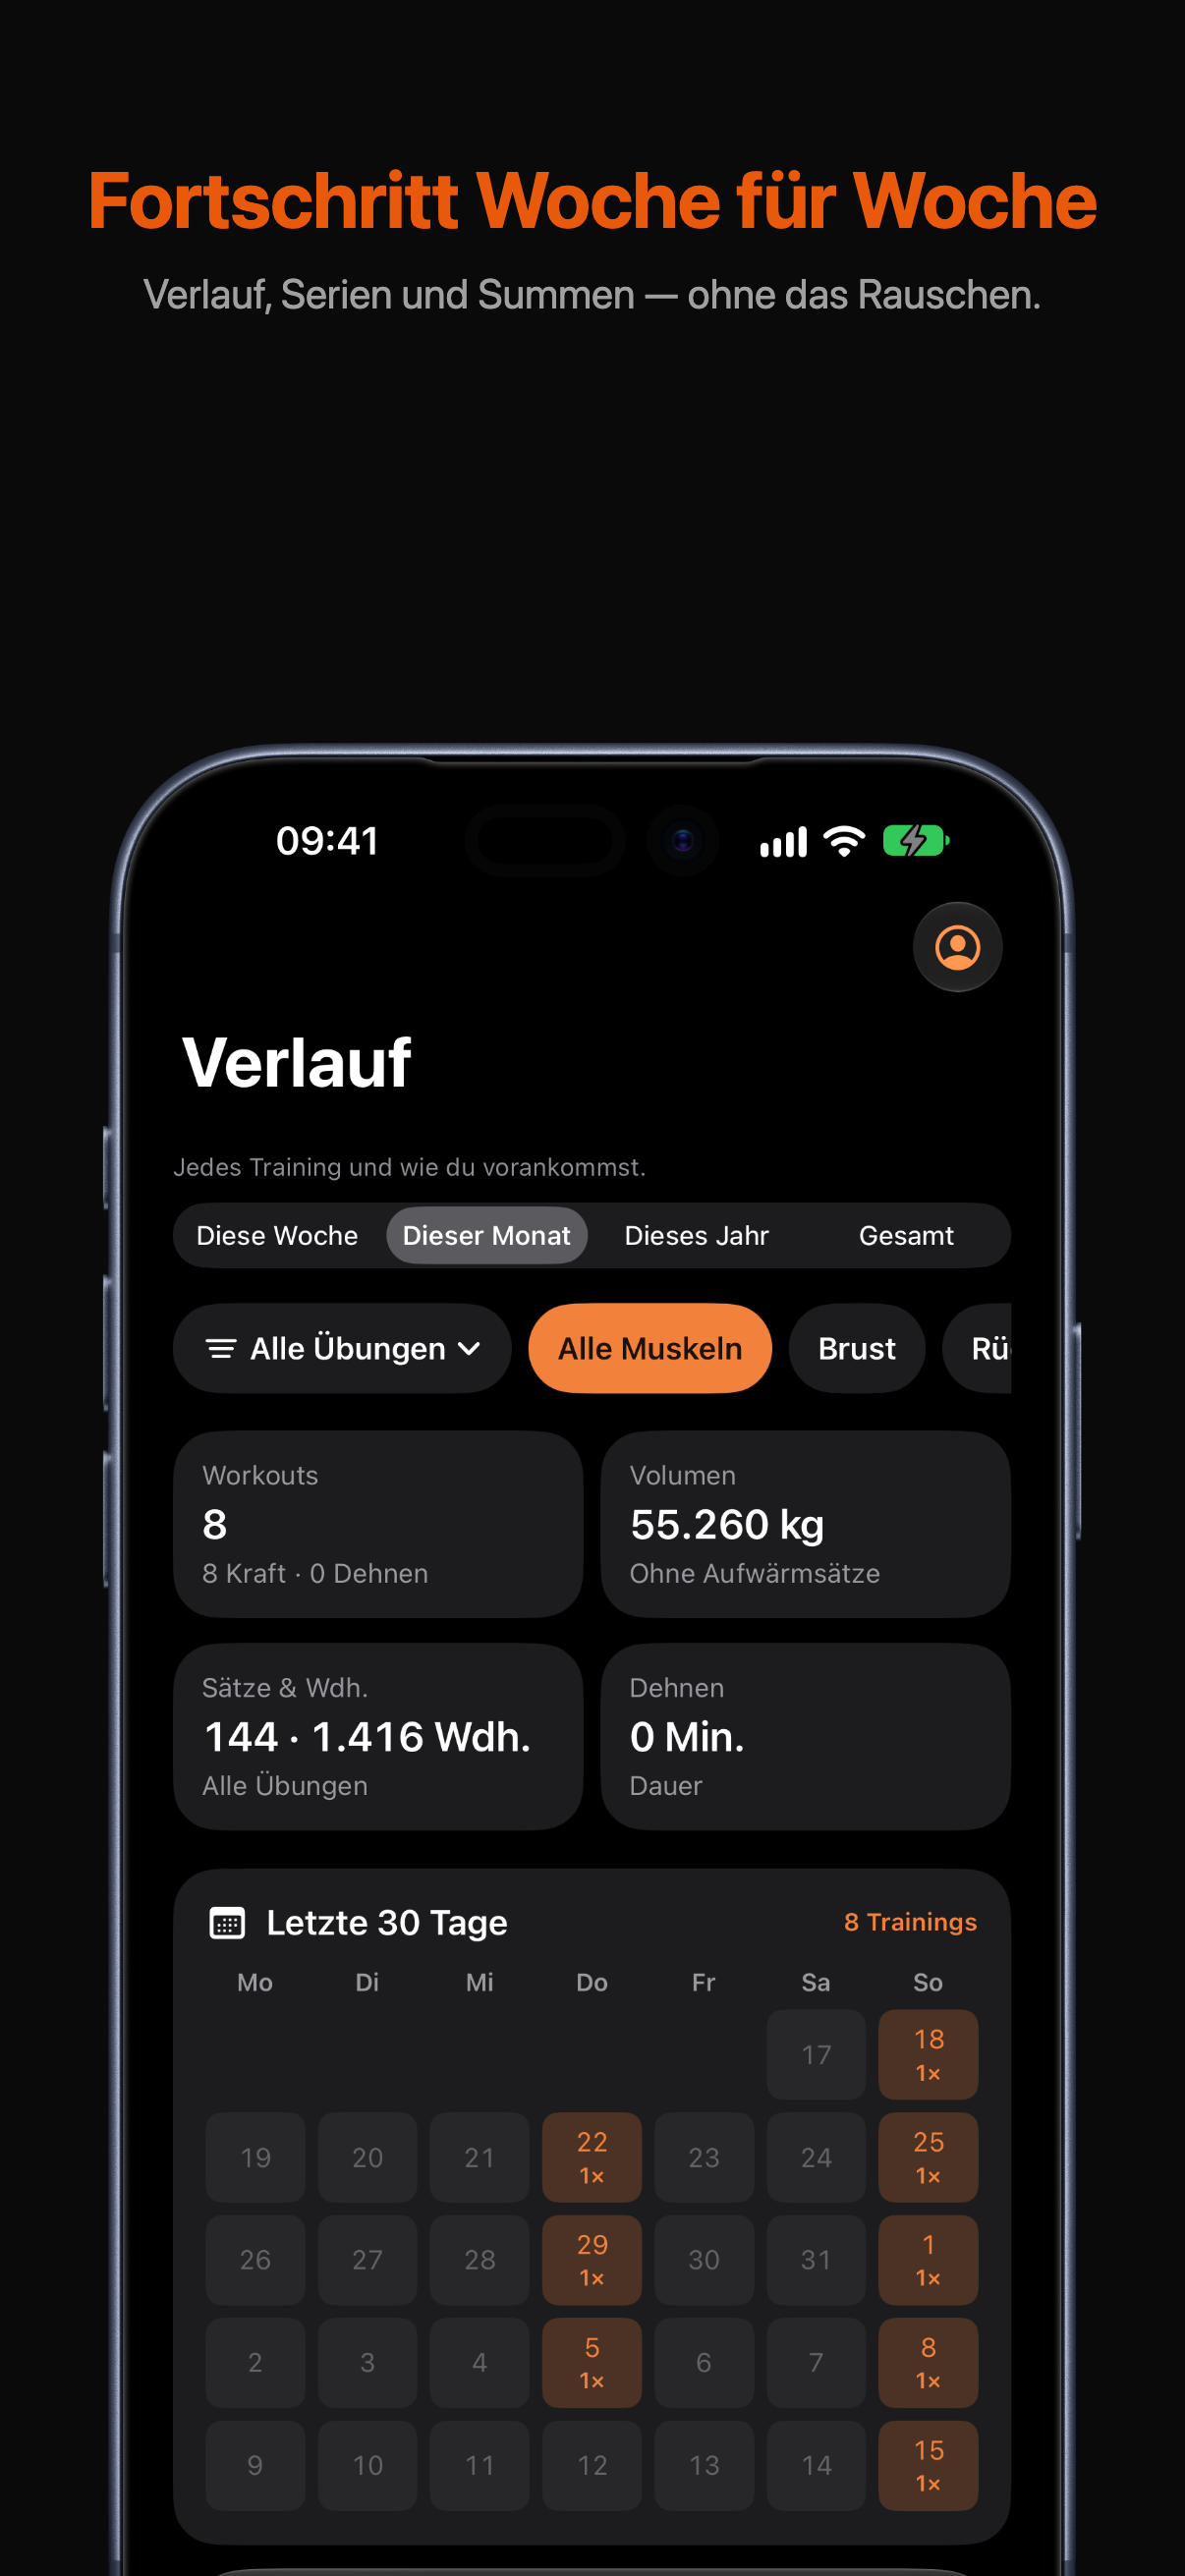 Fortschritt Woche für Woche
Verlauf, Serien und Summen — ohne das Rauschen.
09:41
Verlauf
Jedes Training und wie du vorankommst.
Diese Woche Dieser Monat Dieses Jahr Gesamt
Alle Übungen Alle Muskeln Brust Rü
Workouts
8
8 Kraft · 0 Dehnen
Volumen
55.260 kg
Ohne Aufwärmsätze
Sätze & Wdh.
144 · 1.416 Wdh.
Alle Übungen
Dehnen
0 Min.
Dauer
Letzte 30 Tage 8 Trainings
Mo Di Mi Do Fr Sa So
17 18
1×
19 20 21 22 23 24 25
1× 1×
26 27 28 29 30 31 1
1× 1×
2 3 4 5 6 7 8
1× 1×
9 10 11 12 13 14 15
1×